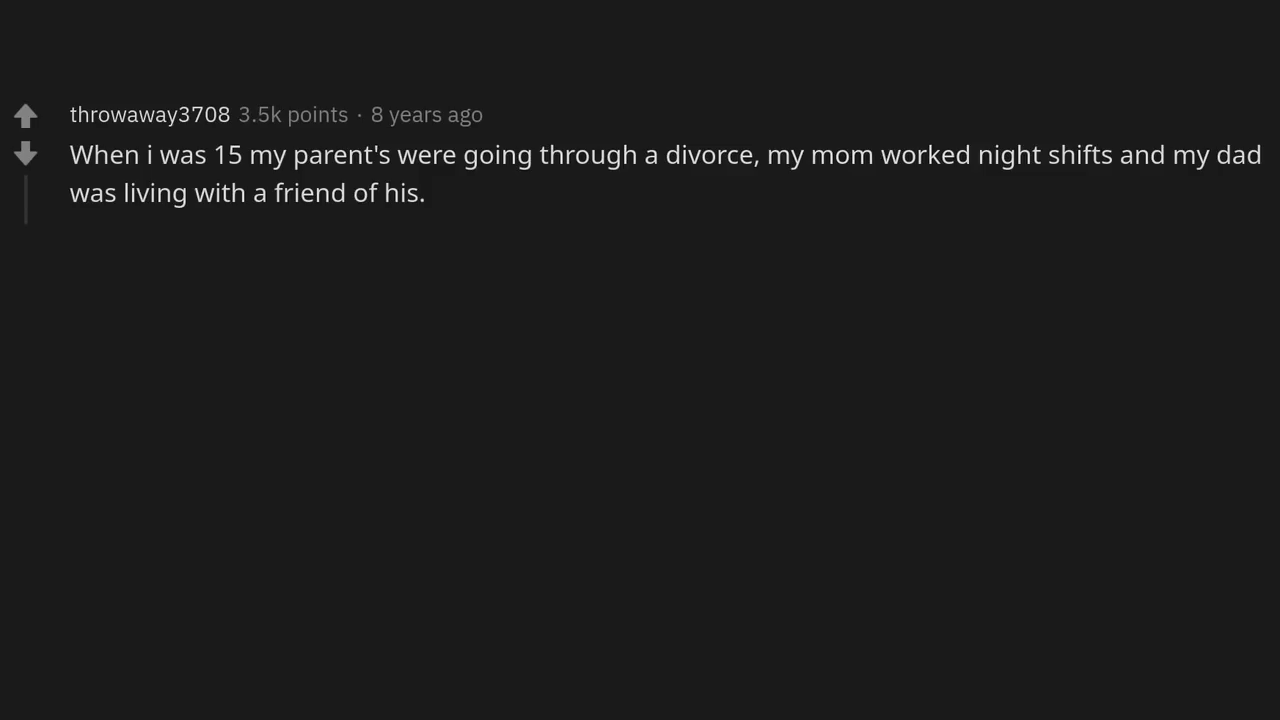 throwaway3708 3.5k points · 8 years ago
When i was 15 my parent's were going through a divorce, my mom worked night shifts and my dad
was living with a friend of his.